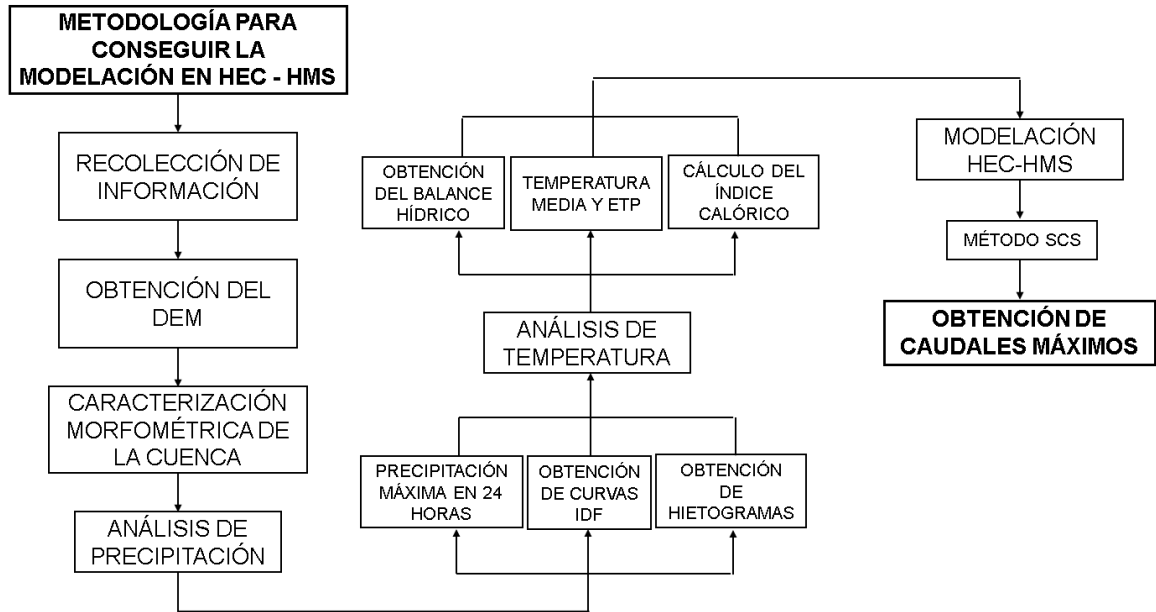 METODOLOGÍA PARA
CONSEGUIR LA
MODELACIÓN EN HEC - HMS
RECOLECCIÓN DE
INFORMACIÓN
OBTENCIÓN DEL
DEM
CARACTERIZACIÓN
MORFOMÉTRICA DE
LA CUENCA
ANÁLISIS DE
PRECIPITACIÓN
PRECIPITACIÓN
MÁXIMA EN 24
HORAS
OBTENCIÓN
DE CURVAS
IDF
OBTENCIÓN
DE
HIETOGRAMAS
ANÁLISIS DE
TEMPERATURA
OBTENCIÓN
DEL BALANCE
HÍDRICO
TEMPERATURA
MEDIA Y ETP
CÁLCULO DEL
ÍNDICE
CALÓRICO
MODELACIÓN
HEC-HMS
MÉTODO SCS
OBTENCIÓN DE
CAUDALES MÁXIMOS